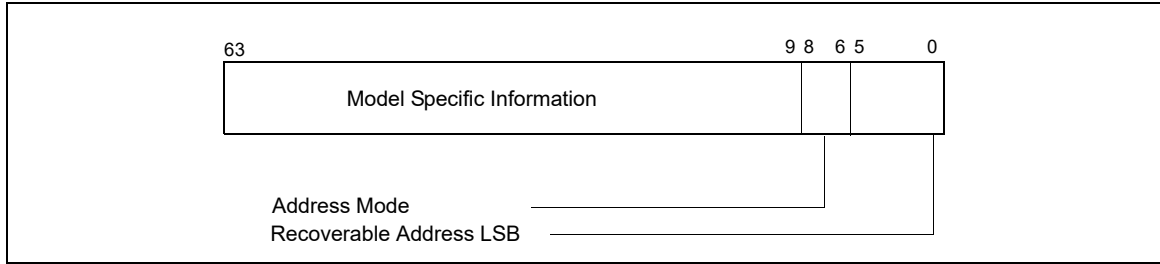 63 9 8 6 5 0
Model Specific Information
Address Mode
Recoverable Address LSB